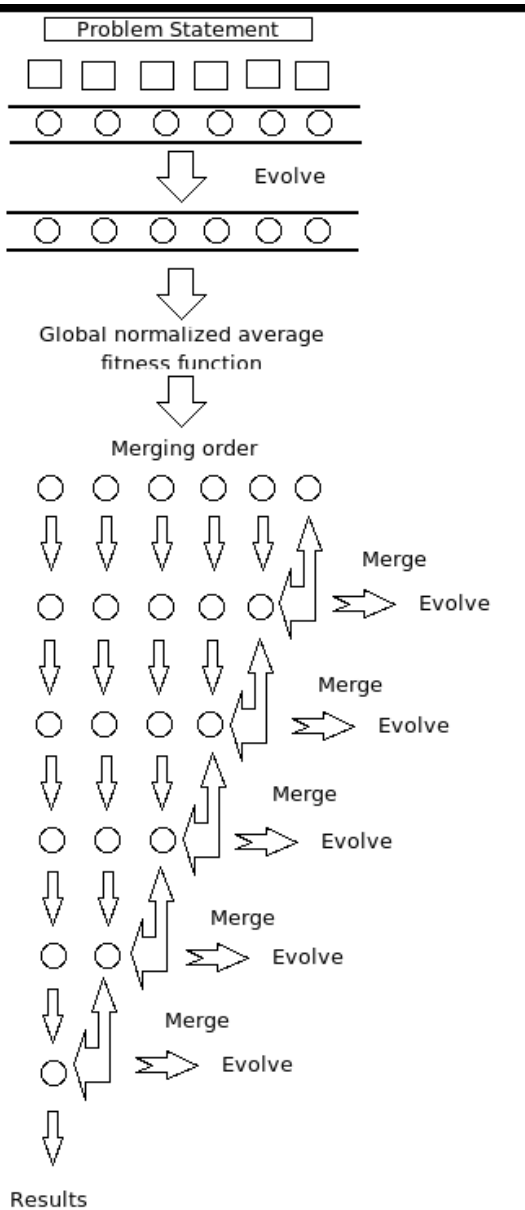 Problem Statement
Evolve
Global normalized average
fitness function
Merging order
Merge
Evolve
Merge
Evolve
Merge
Evolve
Merge
Evolve
Merge
Evolve
Results